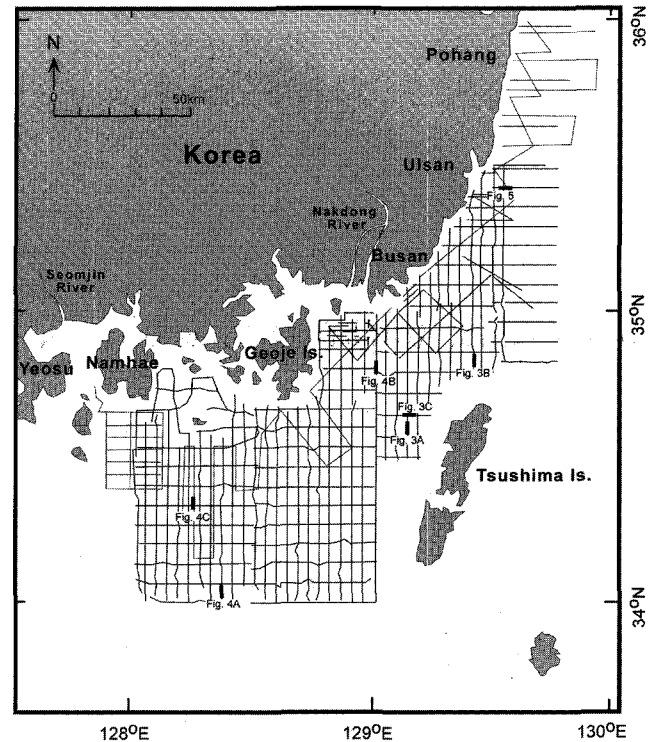 36°N
Pohang
N
0
50km
Korea
Ulsan
Fig. 5
Nakdong
River
Busan
Seomjin
River
35°N
Geoje Is.
Yeosu
Namhae
Fig. 4B
Fig. 3B
Fig. 3C
Fig. 3A
Tsushima Is.
Fig. 4C
Fig. 4A
34°N
128°E
129°E
130°E